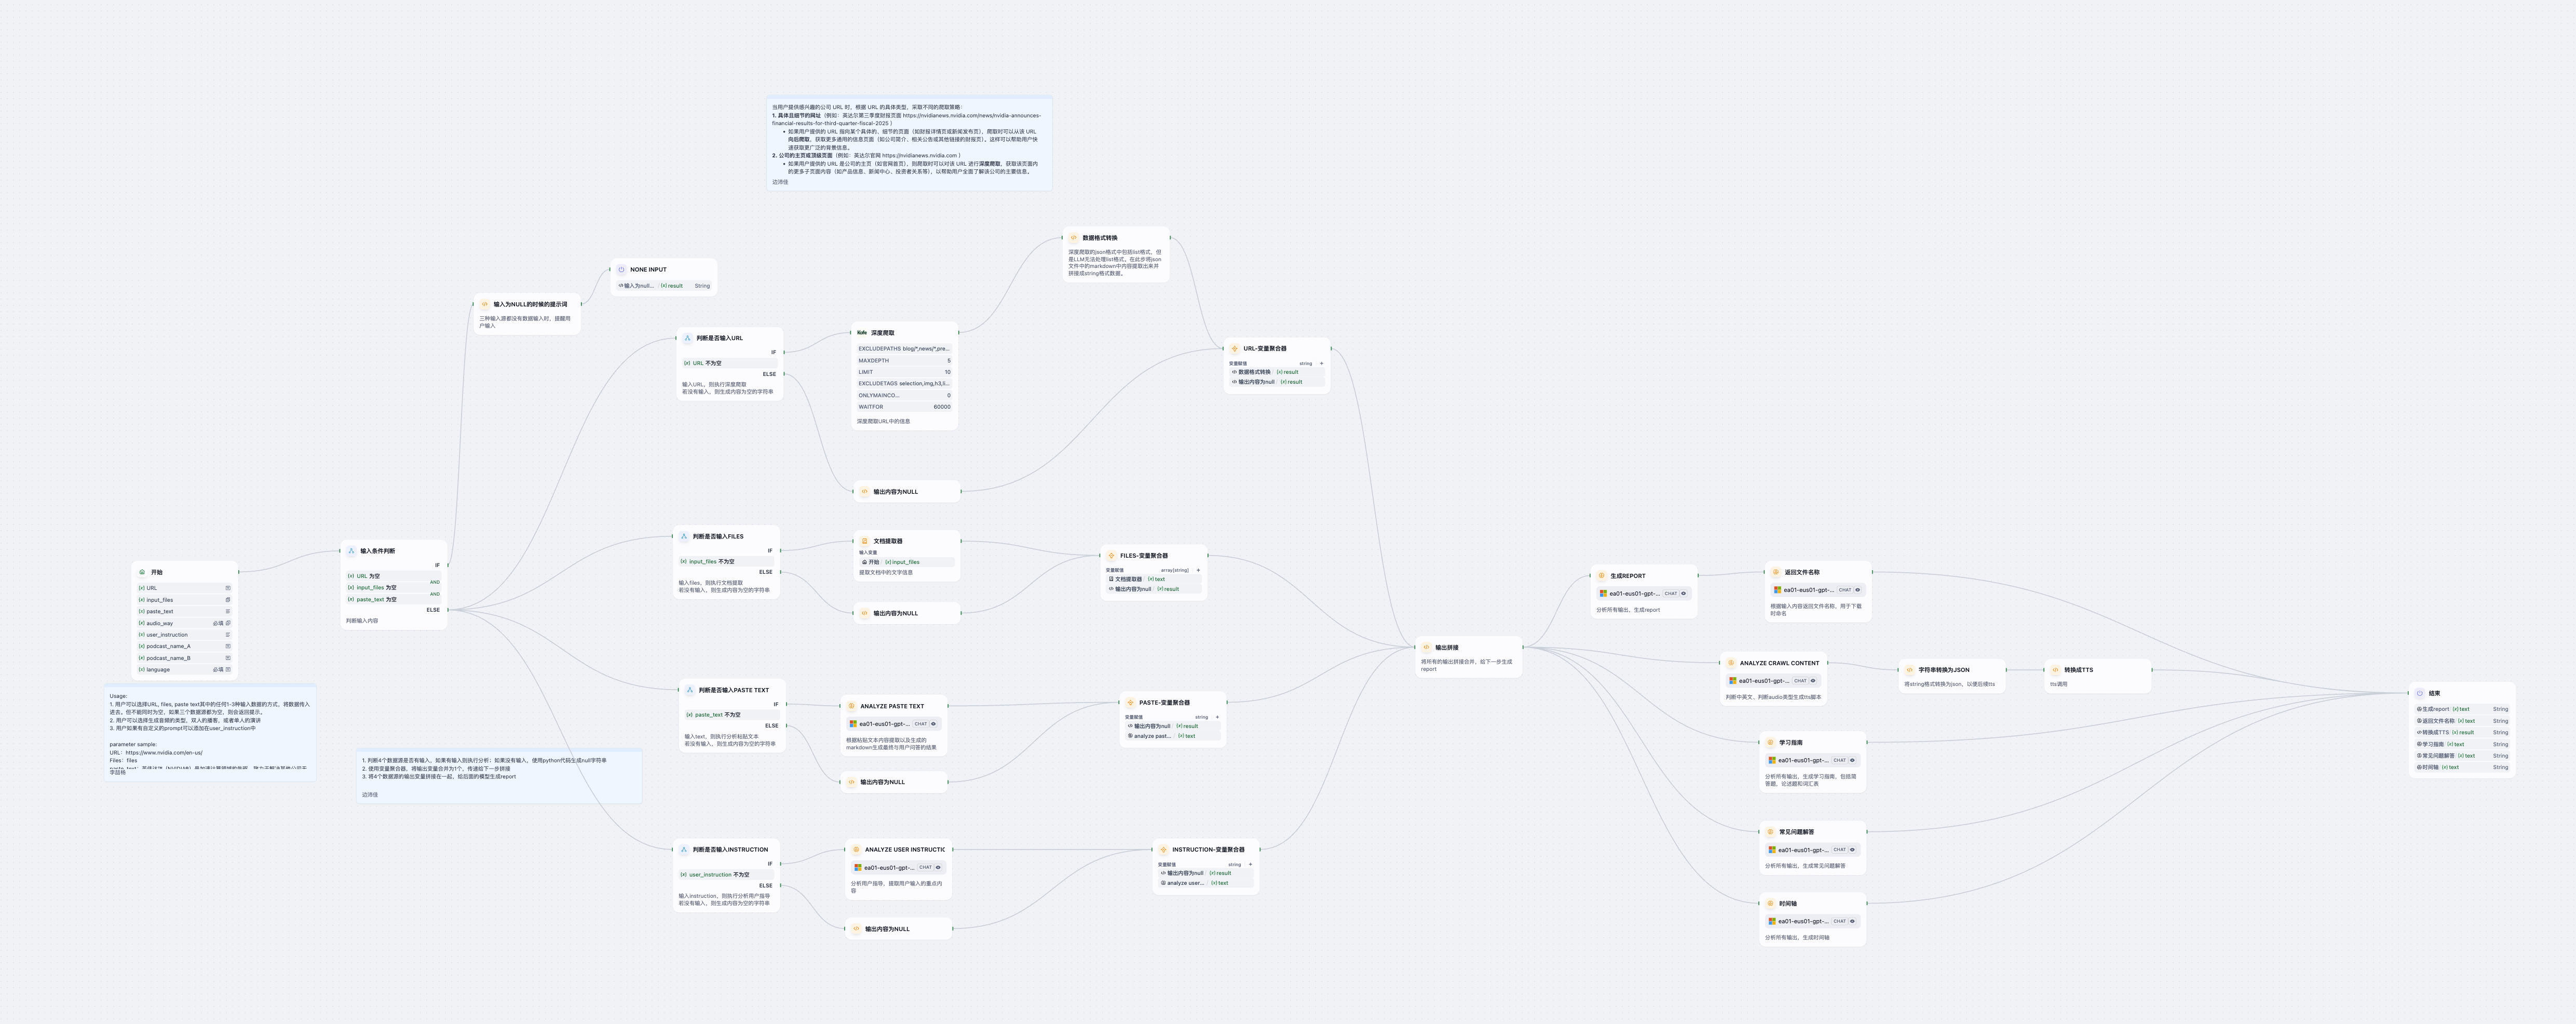 当用户提供感兴趣的公司 URL 时，根据 URL 的具体类型，采取不同的爬取策略：
1. 具体且细节的网址（例如：英达尔第三季度财报页面 https://nvidianews.nvidia.com/news/nvidia-announces-
financial-results-for-third-quarter-fiscal-2025 ）
• 如果用户提供的 URL 指向某个具体的、细节的页面（如财报详情页或新闻发布页），爬取时可以从该 URL
向后爬取，获取更多通用的信息页面（如公司简介、相关公告或其他链接的财报页）。这样可以帮助用户快
速获取更广泛的背景信息。
2. 公司的主页或顶级页面（例如：英达尔官网 https://nvidianews.nvidia.com ）
• 如果用户提供的 URL 是公司的主页（如官网首页），则爬取时可以对该 URL 进行深度爬取，获取该页面内
的更多子页面内容（如产品信息、新闻中心、投资者关系等），以帮助用户全面了解该公司的主要信息。
边沛佳
数据格式转换
深度爬取的json格式中包括list格式，但
是LLM无法处理list格式。在此步将json
文件中的markdown中内容提取出来并
拼接成string格式数据。
NONE INPUT
输入为null... {x} result String
输入为NULL的时候的提示词
三种输入源都没有数据输入时，提醒用
户输入
判断是否输入URL
IF
{x} URL 不为空
ELSE
输入URL，则执行深度爬取
若没有输入，则生成内容为空的字符串
深度爬取
EXCLUDEPATHS blog/*,news/*,pre...
MAXDEPTH 5
LIMIT 10
EXCLUDETAGS selection,img,h3,li...
ONLYMAINCO... 0
WAITFOR 60000
深度爬取URL中的信息
URL-变量聚合器
变量赋值 string +
数据格式转换 {x} result
输出内容为null {x} result
输出内容为NULL
开始
{x} URL
{x} input_files
{x} paste_text
{x} audio_way 必填
{x} user_instruction
{x} podcast_name_A
{x} podcast_name_B
{x} language 必填
输入条件判断
IF
{x} URL 为空
AND
{x} input_files 为空
AND
{x} paste_text 为空
ELSE
判断输入内容
判断是否输入FILES
IF
{x} input_files 不为空
ELSE
输入files，则执行文档提取
若没有输入，则生成内容为空的字符串
文档提取器
输入变量
开始 {x} input_files
提取文档中的文字信息
输出内容为NULL
FILES-变量聚合器
变量赋值 array[string] +
文档提取器 {x} text
输出内容为null {x} result
Usage:
1. 用户可以选择URL, files, paste text其中的任何1-3种输入数据的方式，将数据传入
进去。但不能同时为空，如果三个数据源都为空，则会返回提示。
2. 用户可以选择生成音频的类型，双人的播客，或者单人的演讲
3. 用户如果有自定义的prompt可以添加在user_instruction中
parameter sample:
URL：https://www.nvidia.com/en-us/
Files：files
1. 判断4个数据源是否有输入，如果有输入则执行分析；如果没有输入，使用python代码生成null字符串
2. 使用变量聚合器，将输出变量合并为1个，传递给下一步拼接
3. 将4个数据源的输出变量拼接在一起，给后面的模型生成report
边沛佳
判断是否输入PASTE TEXT
IF
{x} paste_text 不为空
ELSE
输入text，则执行分析粘贴文本
若没有输入，则生成内容为空的字符串
ANALYZE PASTE TEXT
ea01-eus01-gpt-... CHAT
根据粘贴文本内容提取以及生成的
markdown生成最终与用户问答的结果
输出内容为NULL
PASTE-变量聚合器
变量赋值 string +
输出内容为null {x} result
analyze past... {x} text
判断是否输入INSTRUCTION
IF
{x} user_instruction 不为空
ELSE
输入instruction，则执行分析用户指导
若没有输入，则生成内容为空的字符串
ANALYZE USER INSTRUCTIO
ea01-eus01-gpt-... CHAT
分析用户指导，提取用户输入的重点内
容
输出内容为NULL
INSTRUCTION-变量聚合器
变量赋值 string +
输出内容为null {x} result
analyze user... {x} text
输出拼接
将所有的输出拼接合并，给下一步生成
report
生成REPORT
ea01-eus01-gpt-... CHAT
分析所有输出，生成report
返回文件名称
ea01-eus01-gpt-... CHAT
根据输入内容返回文件名称，用于下载
时命名
ANALYZE CRAWL CONTENT
ea01-eus01-gpt-... CHAT
判断中英文，判断audio类型生成tts脚本
字符串转换为JSON
将string格式转换为json，以便后续tts
转换成TTS
tts调用
学习指南
ea01-eus01-gpt-... CHAT
分析所有输出，生成学习指南，包括简
答题，论述题和词汇表
常见问题解答
ea01-eus01-gpt-... CHAT
分析所有输出，生成常见问题解答
时间轴
ea01-eus01-gpt-... CHAT
分析所有输出，生成时间轴
结束
生成report {x} text String
返回文件名称 {x} text String
转换成TTS {x} result String
学习指南 {x} text String
常见问题解答 {x} text String
时间轴 {x} text String